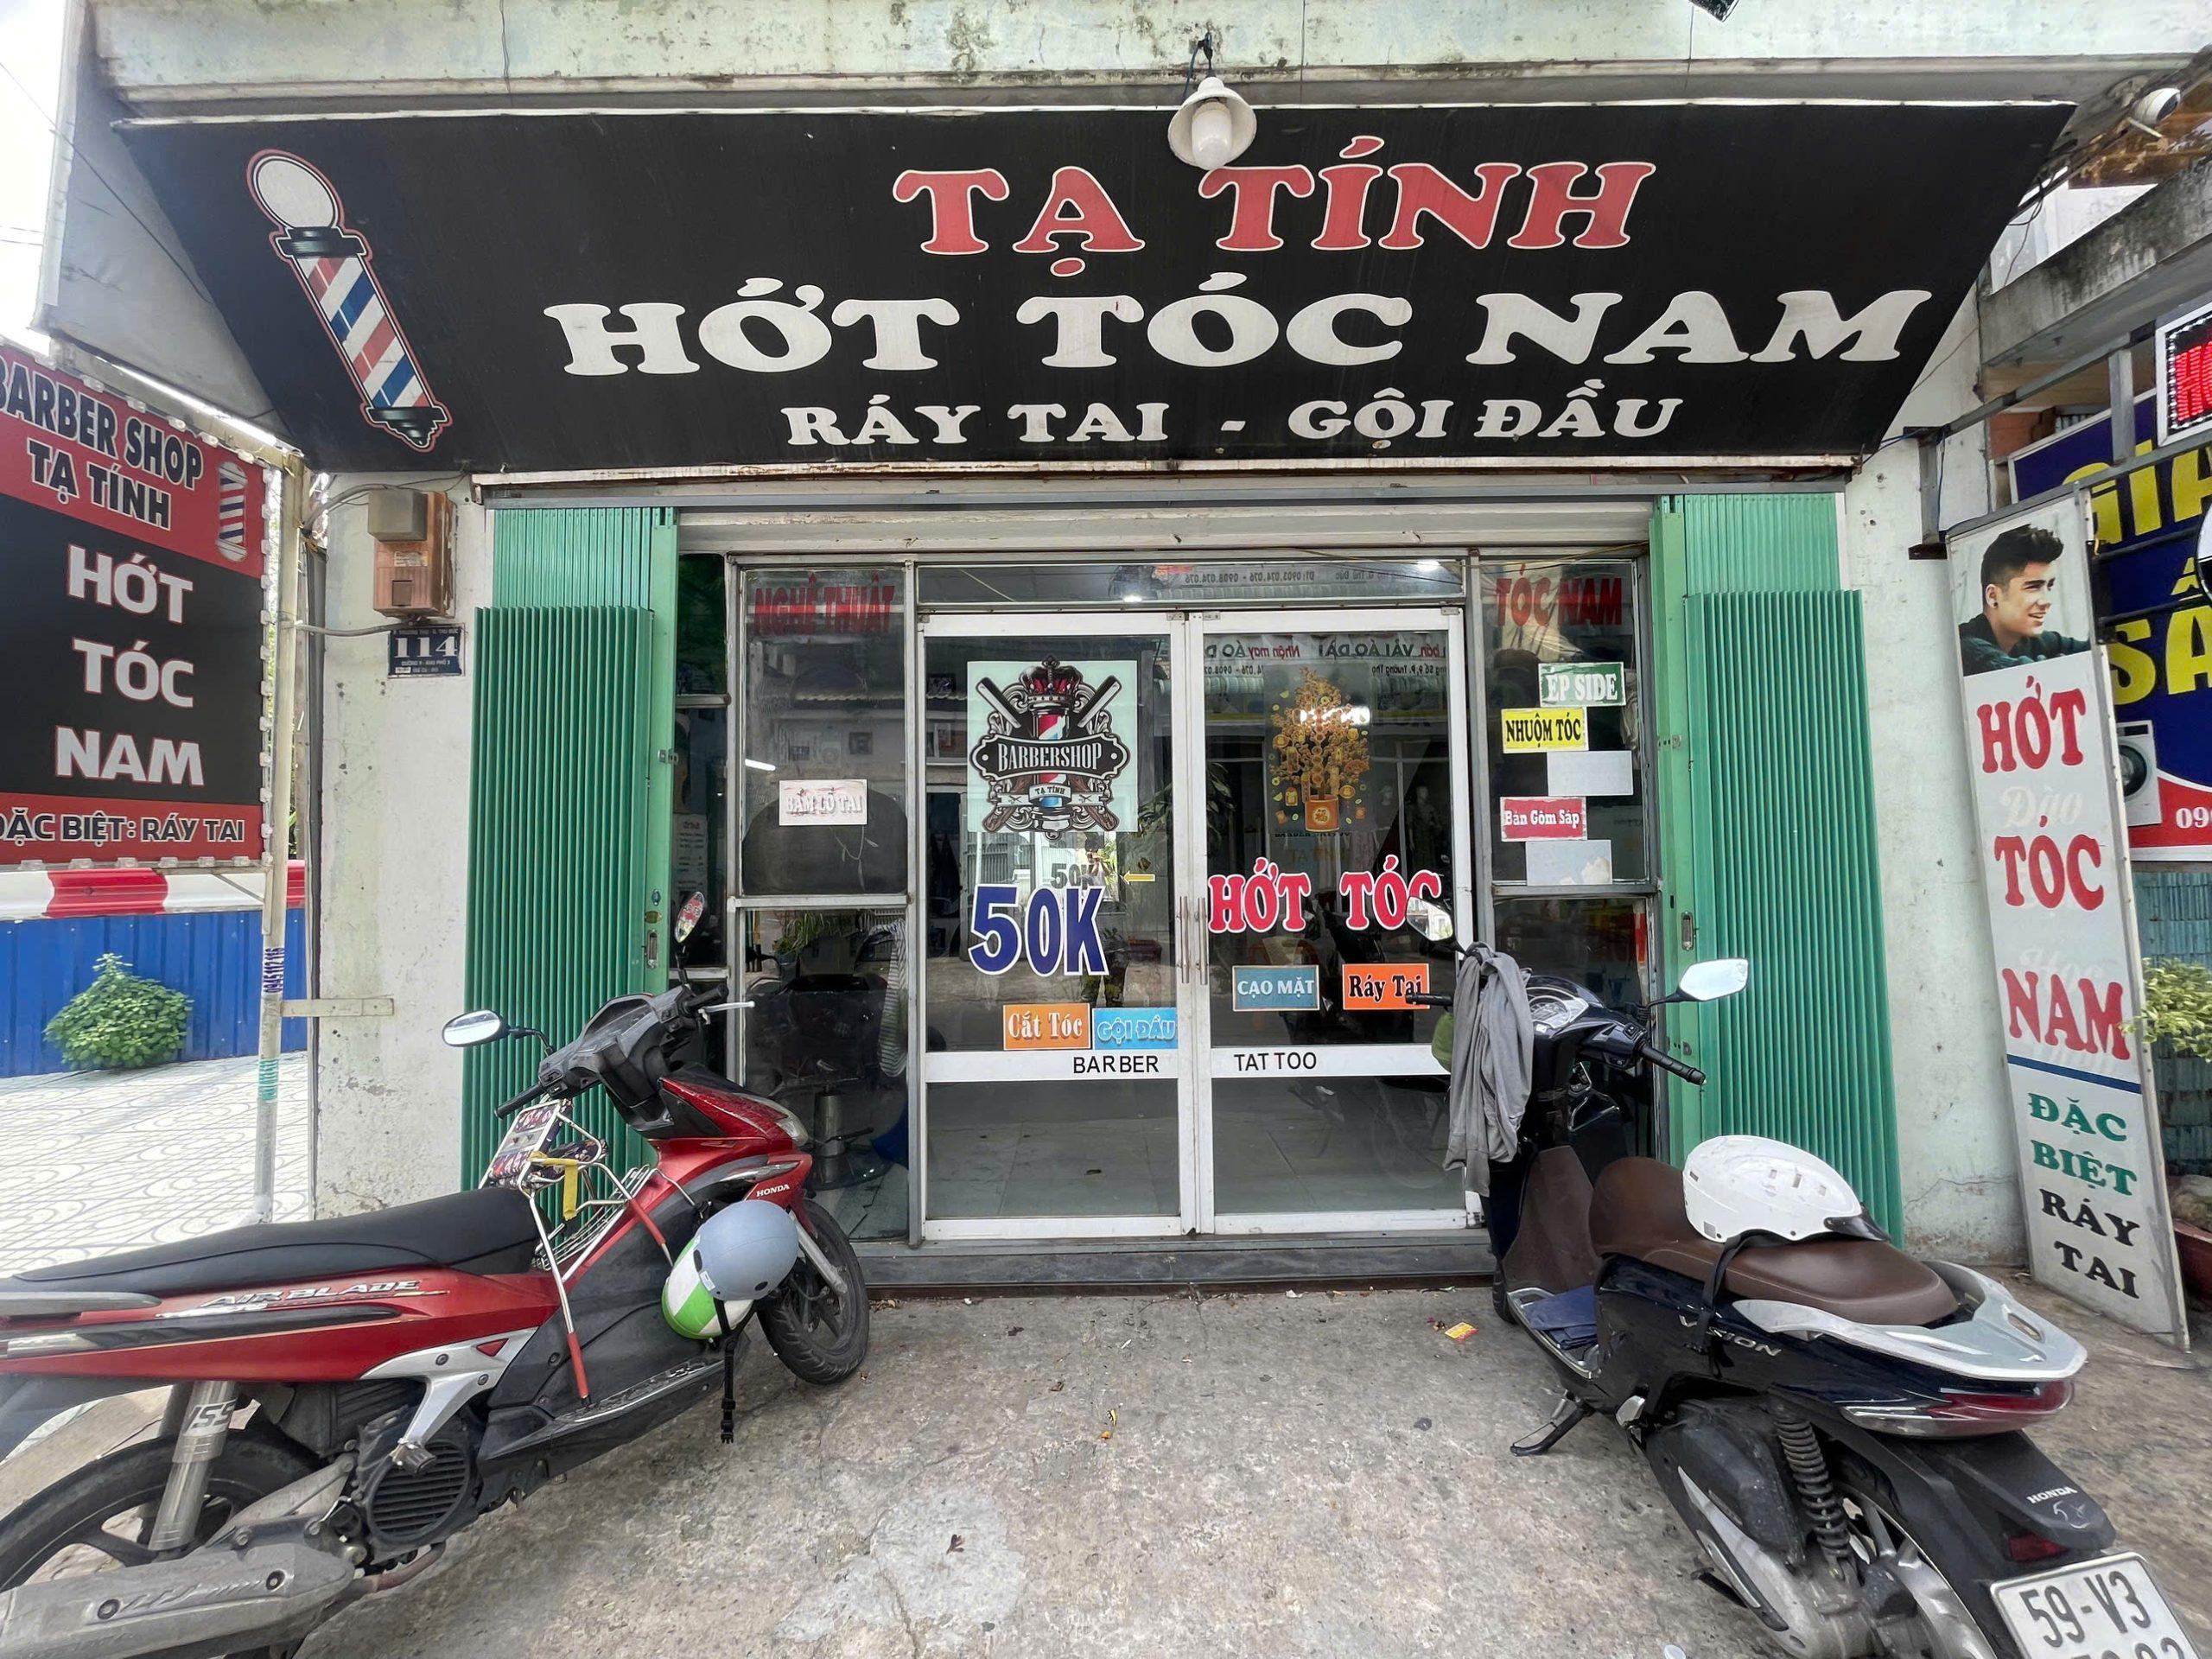 TẠ TÍNH
HỚT TÓC NAM
RÁY TAI - GỘI ĐẦU
BARBER SHOP
TẠ TÍNH
HỚT
TÓC
NAM
ĐẶC BIỆT: RÁY TAI
114
0945117116
NGHỆ THUẬT
TÓC NAM
BẤM LỖ TAI
BARBERSHOP
TẠ TÍNH
50K
50K
HỚT TÓC
Cắt Tóc
GỘI ĐẦU
CẠO MẶT
Ráy Tai
BARBER
TATTOO
ÉP SIDE
NHUỘM TÓC
Bán Gôm Sáp
HỚT
TÓC
NAM
ĐẶC
BIỆT
RÁY
TAI
HONDA
AIR BLADE
VISION
HONDA
59-V3